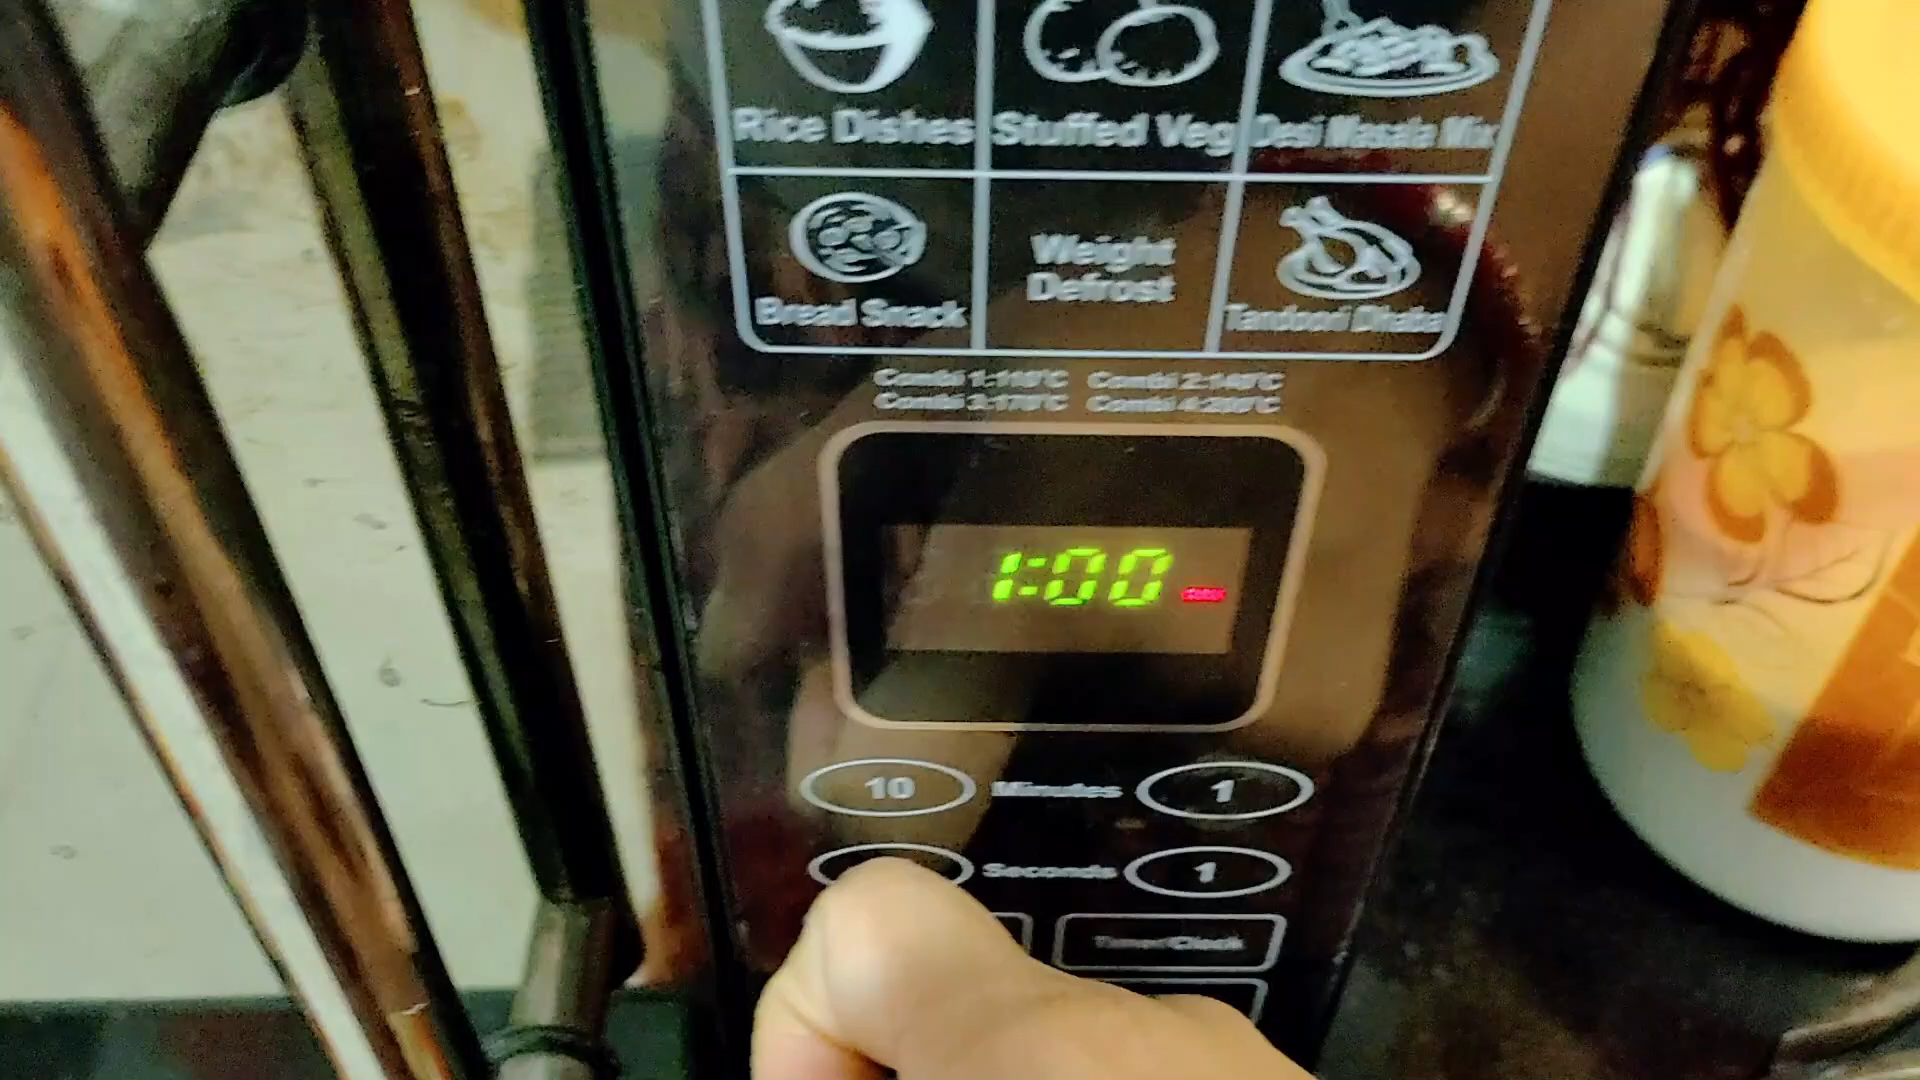 Rice Dishes Stuffed Veg Desi Masala Mix
Bread Snack Weight Defrost Tandoori Dhaba
Combi 1:110°C Combi 2:140°C
Combi 3:170°C Combi 4:200°C
1:00
10 Minutes 1
Seconds 1
Timer/Clock